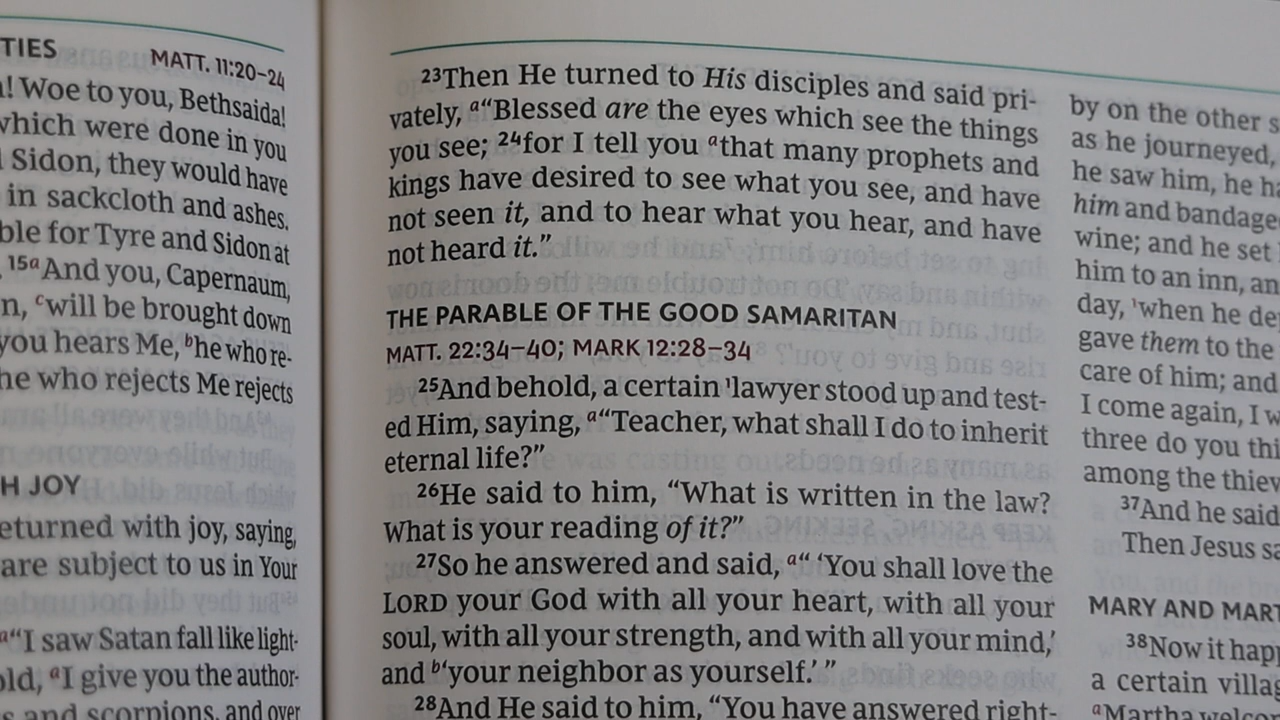 TIES
MATT. 11:20–24
! Woe to you, Bethsaida!
which were done in you
Sidon, they would have
in sackcloth and ashes.
ble for Tyre and Sidon at
15aAnd you, Capernaum,
n, cwill be brought down
you hears Me, bhe who re-
he who rejects Me rejects
H JOY
eturned with joy, saying,
are subject to us in Your
a“I saw Satan fall like light-
old, aI give you the author-
s and scorpions, and over
23Then He turned to His disciples and said pri-
vately, a“Blessed are the eyes which see the things
you see; 24for I tell you athat many prophets and
kings have desired to see what you see, and have
not seen it, and to hear what you hear, and have
not heard it.”
THE PARABLE OF THE GOOD SAMARITAN
MATT. 22:34–40; MARK 12:28–34
25And behold, a certain 1lawyer stood up and test-
ed Him, saying, a“Teacher, what shall I do to inherit
eternal life?”
26He said to him, “What is written in the law?
What is your reading of it?”
27So he answered and said, a“ ‘You shall love the
LORD your God with all your heart, with all your
soul, with all your strength, and with all your mind,’
and b‘your neighbor as yourself.’ ”
28And He said to him, “You have answered right-
by on the other s
as he journeyed,
he saw him, he ha
him and bandage
wine; and he set
him to an inn, an
day, 1when he de
gave them to the
care of him; and
I come again, I w
three do you thi
among the thiev
37And he said
Then Jesus sa
MARY AND MART
38Now it happ
a certain villag
aMartha welco